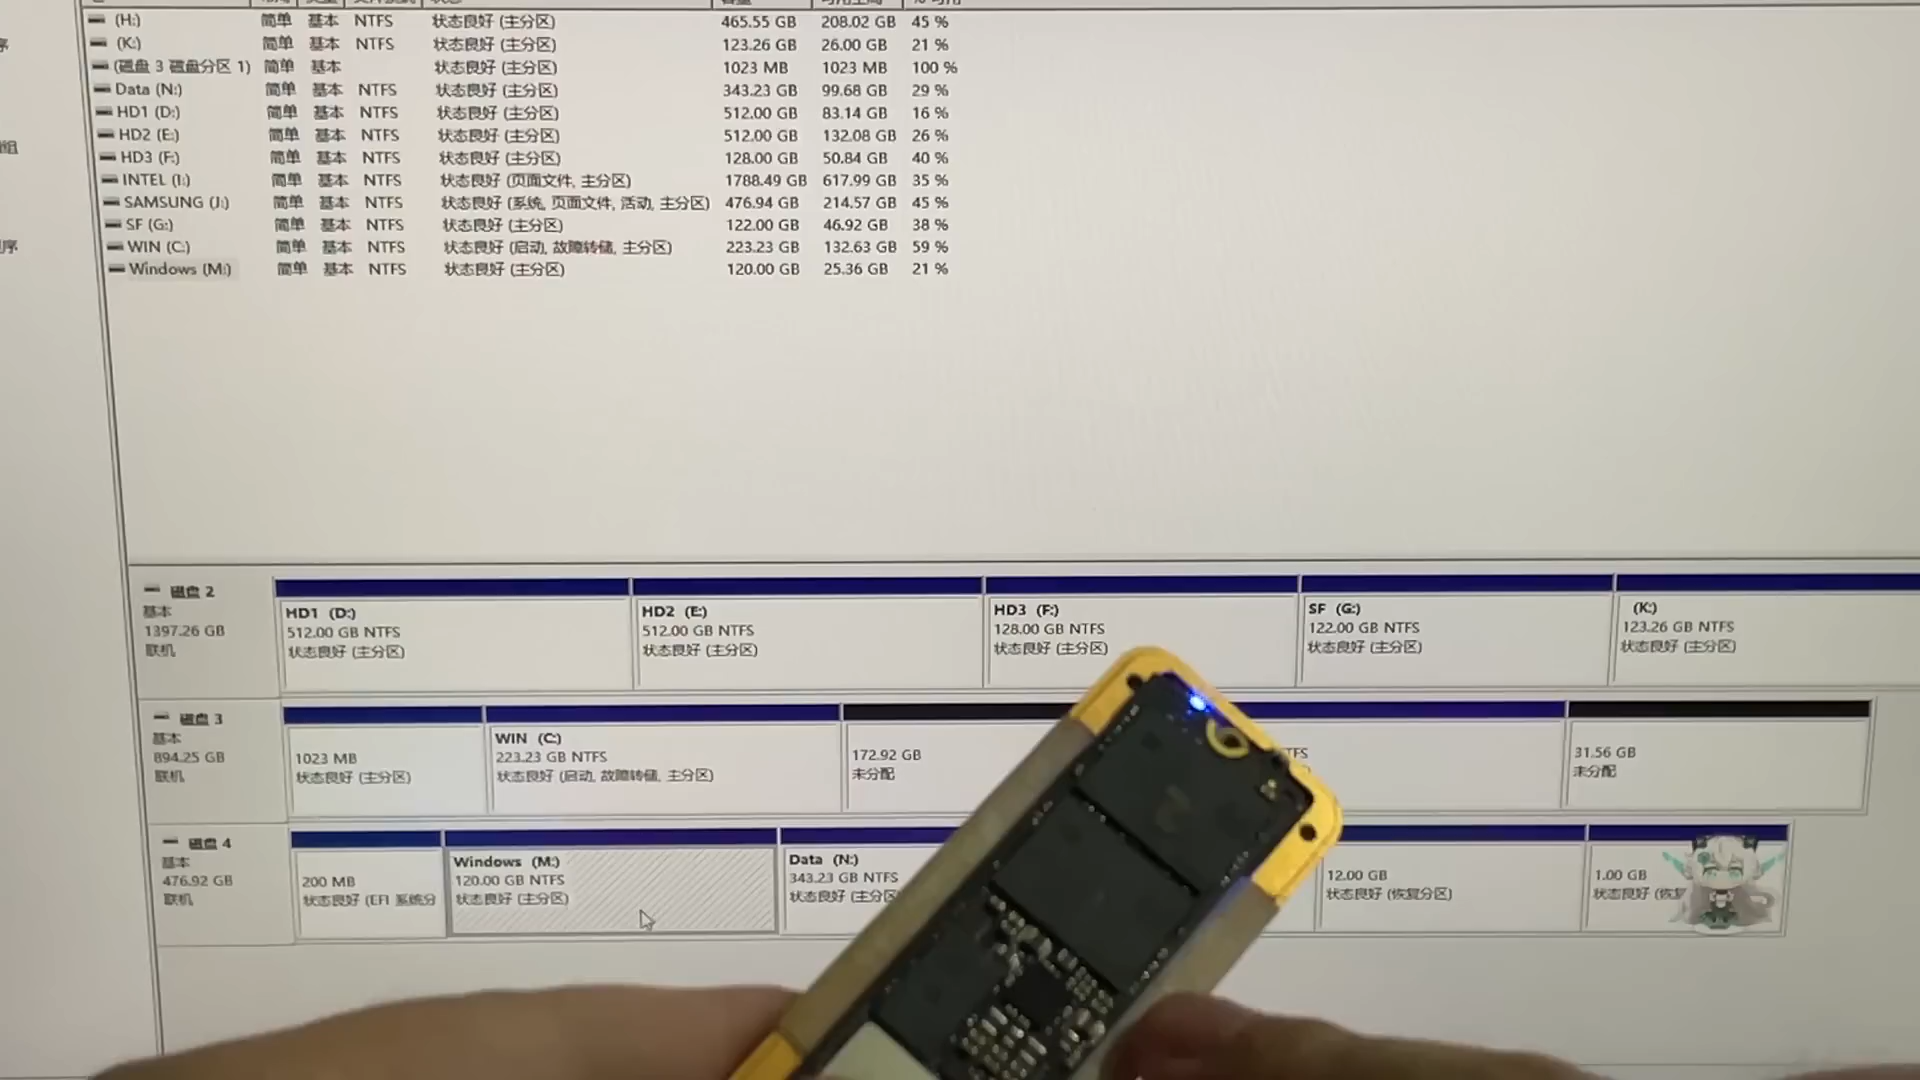 (H:) 简单 基本 NTFS 状态良好 (主分区) 465.55 GB 208.02 GB 45 %
(K:) 简单 基本 NTFS 状态良好 (主分区) 123.26 GB 26.00 GB 21 %
(磁盘 3 磁盘分区 1) 简单 基本 状态良好 (主分区) 1023 MB 1023 MB 100 %
Data (N:) 简单 基本 NTFS 状态良好 (主分区) 343.23 GB 99.68 GB 29 %
HD1 (D:) 简单 基本 NTFS 状态良好 (主分区) 512.00 GB 83.14 GB 16 %
HD2 (E:) 简单 基本 NTFS 状态良好 (主分区) 512.00 GB 132.08 GB 26 %
HD3 (F:) 简单 基本 NTFS 状态良好 (主分区) 128.00 GB 50.84 GB 40 %
INTEL (I:) 简单 基本 NTFS 状态良好 (页面文件, 主分区) 1788.49 GB 617.99 GB 35 %
SAMSUNG (J:) 简单 基本 NTFS 状态良好 (系统, 页面文件, 活动, 主分区) 476.94 GB 214.57 GB 45 %
SF (G:) 简单 基本 NTFS 状态良好 (主分区) 122.00 GB 46.92 GB 38 %
WIN (C:) 简单 基本 NTFS 状态良好 (启动, 故障转储, 主分区) 223.23 GB 132.63 GB 59 %
Windows (M:) 简单 基本 NTFS 状态良好 (主分区) 120.00 GB 25.36 GB 21 %
序
组
序
磁盘 2
基本
1397.26 GB
联机
HD1 (D:)
512.00 GB NTFS
状态良好 (主分区)
HD2 (E:)
512.00 GB NTFS
状态良好 (主分区)
HD3 (F:)
128.00 GB NTFS
状态良好 (主分区)
SF (G:)
122.00 GB NTFS
状态良好 (主分区)
(K:)
123.26 GB NTFS
状态良好 (主分区)
磁盘 3
基本
894.25 GB
联机
1023 MB
状态良好 (主分区)
WIN (C:)
223.23 GB NTFS
状态良好 (启动, 故障转储, 主分区)
172.92 GB
未分配
TFS
31.56 GB
未分配
磁盘 4
基本
476.92 GB
联机
200 MB
状态良好 (EFI 系统分
Windows (M:)
120.00 GB NTFS
状态良好 (主分区)
Data (N:)
343.23 GB NTFS
状态良好 (主分区
12.00 GB
状态良好 (恢复分区)
1.00 GB
状态良好 (恢